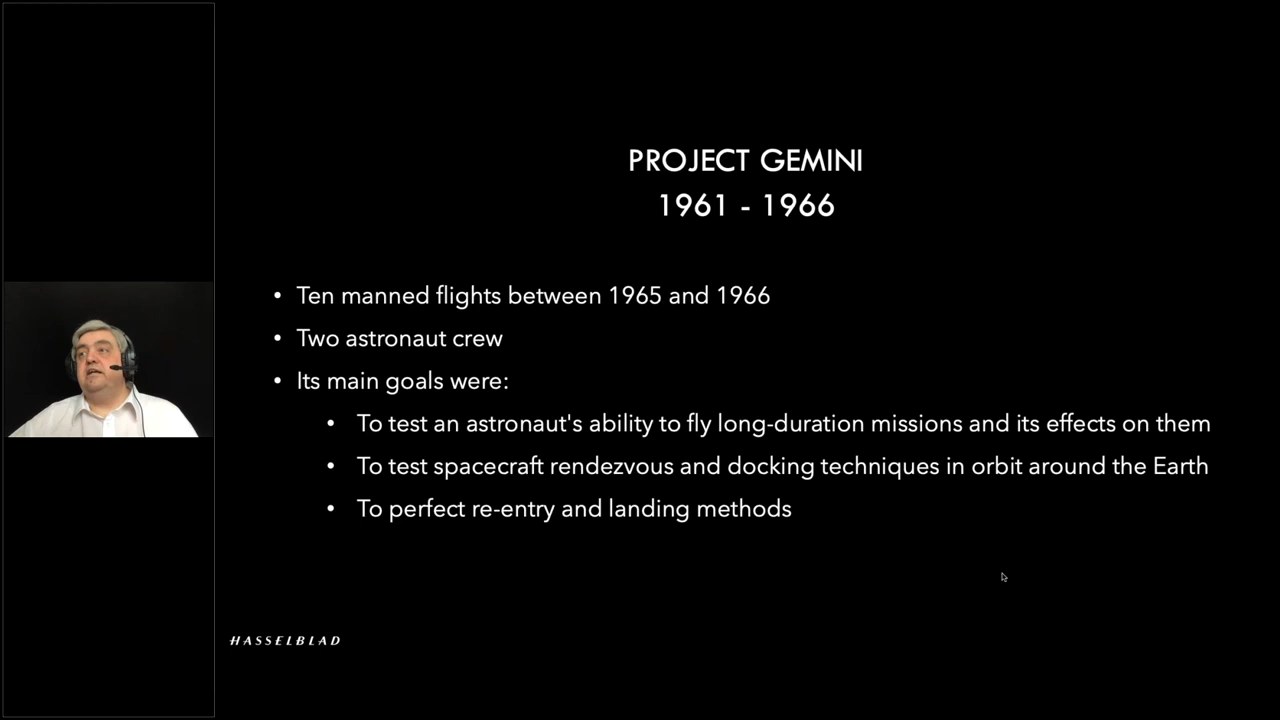 PROJECT GEMINI
1961 - 1966
• Ten manned flights between 1965 and 1966
• Two astronaut crew
• Its main goals were:
• To test an astronaut's ability to fly long-duration missions and its effects on them
• To test spacecraft rendezvous and docking techniques in orbit around the Earth
• To perfect re-entry and landing methods
HASSELBLAD